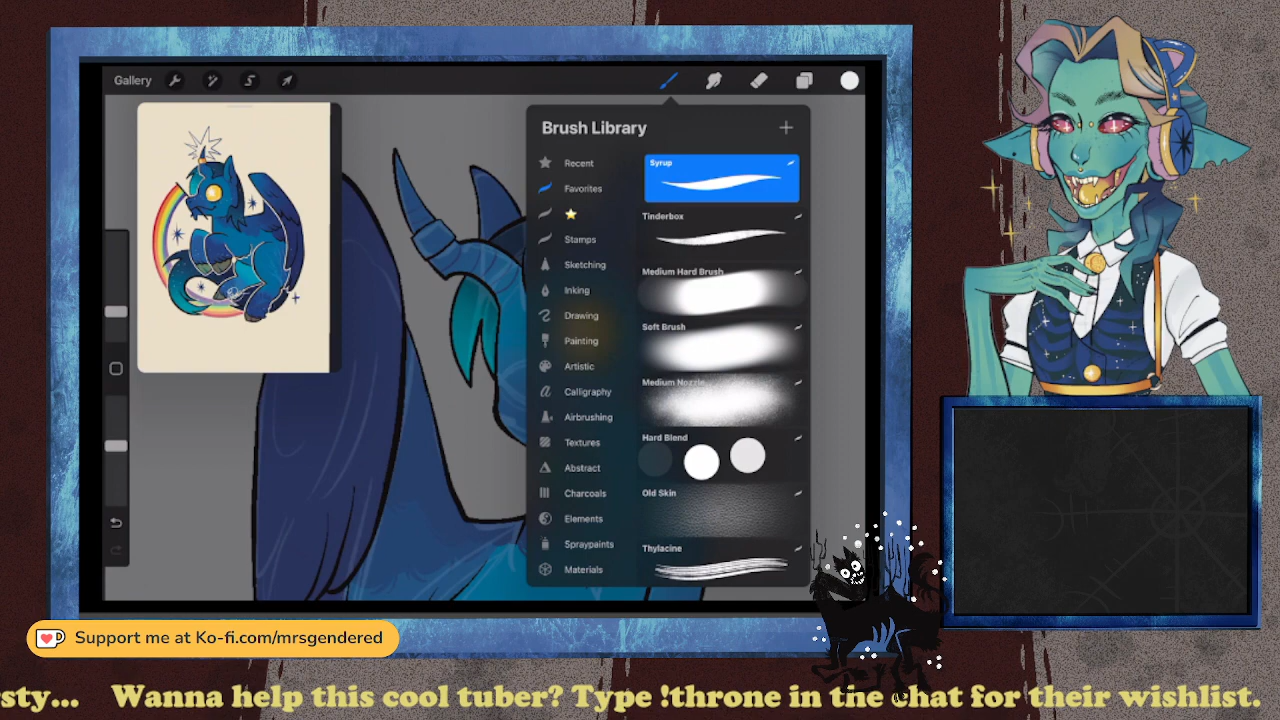 Gallery
Brush Library
Recent
Favorites
Stamps
Sketching
Inking
Drawing
Painting
Artistic
Calligraphy
Airbrushing
Textures
Abstract
Charcoals
Elements
Spraypaints
Materials
Syrup
Tinderbox
Medium Hard Brush
Soft Brush
Medium Nozzle
Hard Blend
Old Skin
Thylacine
Support me at Ko-fi.com/mrsgendered
rsty... Wanna help this cool tuber? Type !throne in the chat for their wishlist.